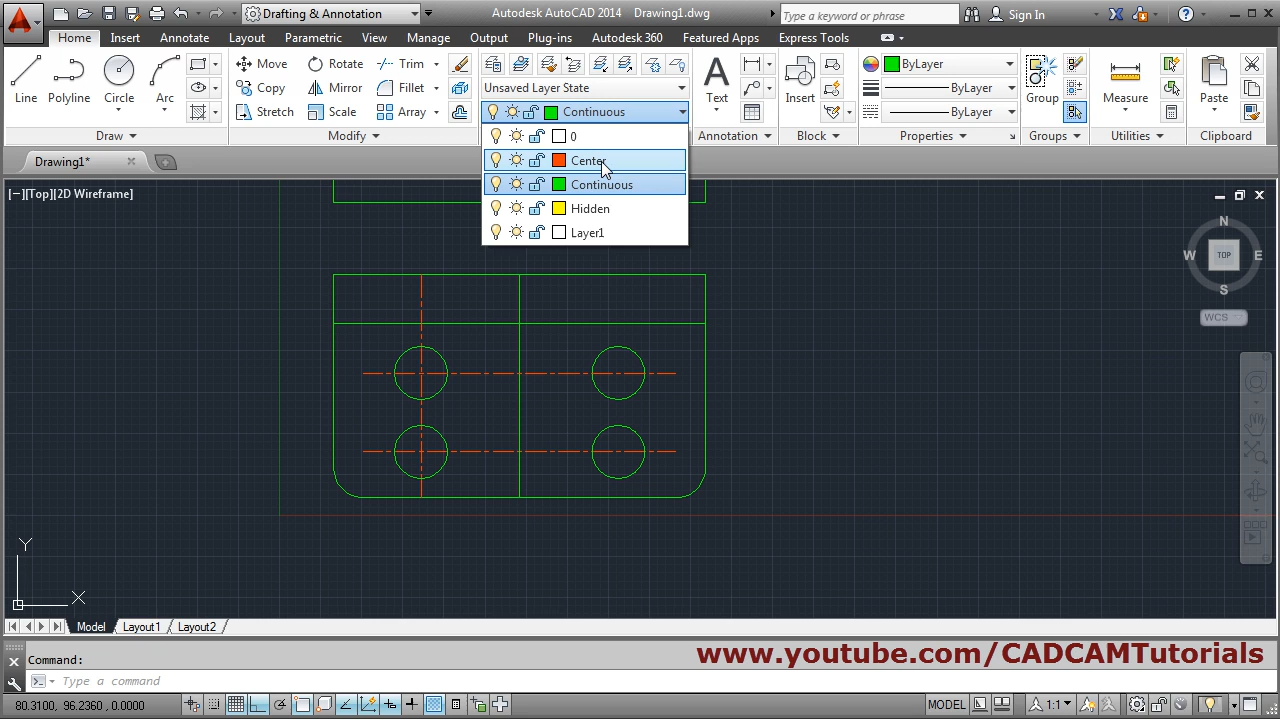 Drafting & Annotation
Autodesk AutoCAD 2014 Drawing1.dwg
Type a keyword or phrase
Sign In
Home Insert Annotate Layout Parametric View Manage Output Plug-ins Autodesk 360 Featured Apps Express Tools
Line Polyline Circle Arc
Move Rotate Trim
Copy Mirror Fillet
Stretch Scale Array
Unsaved Layer State
Continuous
Text
Insert
ByLayer
ByLayer
ByLayer
Group
Measure
Paste
Draw Modify Annotation Block Properties Groups Utilities Clipboard
0
Center
Continuous
Hidden
Layer1
Drawing1*
[−][Top][2D Wireframe]
N
W TOP E
S
WCS
Y
X
Model Layout1 Layout2
Command:
Type a command
www.youtube.com/CADCAMTutorials
80.3100, 96.2360, 0.0000
MODEL
1:1